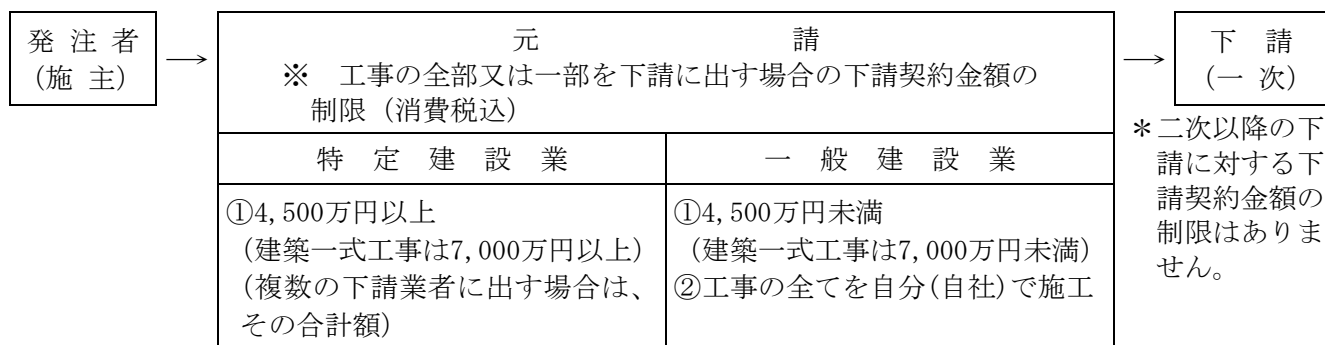 発 注 者
(施 主)
→
元 請
※ 工事の全部又は一部を下請に出す場合の下請契約金額の
制限(消費税込)
特 定 建 設 業
一 般 建 設 業
①4,500万円以上
(建築一式工事は7,000万円以上)
(複数の下請業者に出す場合は、
その合計額)
①4,500万円未満
(建築一式工事は7,000万円未満)
②工事の全てを自分(自社)で施工
→
下 請
(一 次)
*二次以降の下
請に対する下
請契約金額の
制限はありま
せん。